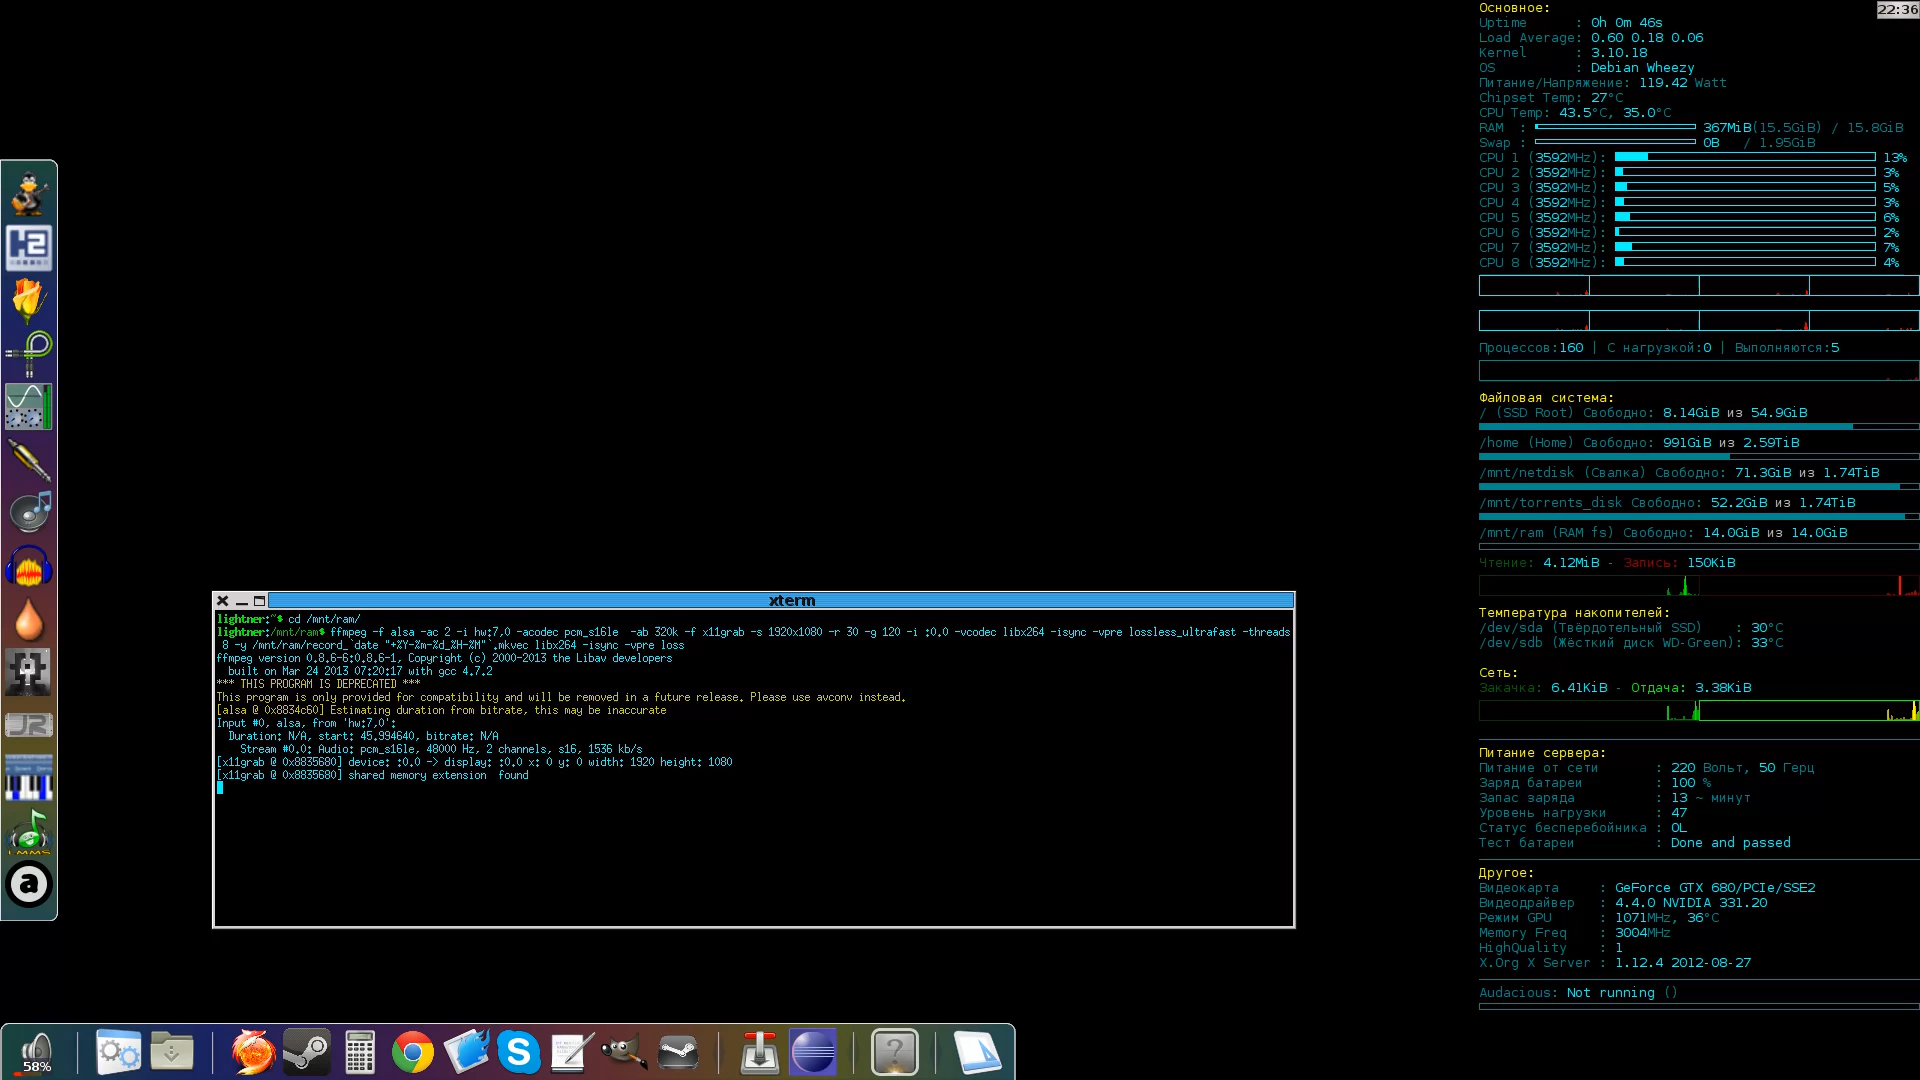 22:36
Основное:
Uptime : 0h 0m 46s
Load Average: 0.60 0.18 0.06
Kernel : 3.10.18
OS : Debian Wheezy
Питание/Напряжение: 119.42 Watt
Chipset Temp: 27°C
CPU Temp: 43.5°C, 35.0°C
RAM : 367MiB(15.5GiB) / 15.8GiB
Swap : 0B / 1.95GiB
CPU 1 (3592MHz): 13%
CPU 2 (3592MHz): 3%
CPU 3 (3592MHz): 5%
CPU 4 (3592MHz): 3%
CPU 5 (3592MHz): 6%
CPU 6 (3592MHz): 2%
CPU 7 (3592MHz): 7%
CPU 8 (3592MHz): 4%
Процессов:160 | С нагрузкой:0 | Выполняются:5
Файловая система:
/ (SSD Root) Свободно: 8.14GiB из 54.9GiB
/home (Home) Свободно: 991GiB из 2.59TiB
/mnt/netdisk (Свалка) Свободно: 71.3GiB из 1.74TiB
/mnt/torrents_disk Свободно: 52.2GiB из 1.74TiB
/mnt/ram (RAM fs) Свободно: 14.0GiB из 14.0GiB
Чтение: 4.12MiB - Запись: 150KiB
Температура накопителей:
/dev/sda (Твёрдотельный SSD) : 30°C
/dev/sdb (Жёсткий диск WD-Green): 33°C
Сеть:
Закачка: 6.41KiB - Отдача: 3.38KiB
Питание сервера:
Питание от сети : 220 Вольт, 50 Герц
Заряд батареи : 100 %
Запас заряда : 13 ~ минут
Уровень нагрузки : 47
Статус бесперебойника : OL
Тест батареи : Done and passed
Другое:
Видеокарта : GeForce GTX 680/PCIe/SSE2
Видеодрайвер : 4.4.0 NVIDIA 331.20
Режим GPU : 1071MHz, 36°C
Memory Freq : 3004MHz
HighQuality : 1
X.Org X Server : 1.12.4 2012-08-27
Audacious: Not running ()
xterm
lightner:~$ cd /mnt/ram/
lightner:/mnt/ram$ ffmpeg -f alsa -ac 2 -i hw:7,0 -acodec pcm_s16le  -ab 320k -f x11grab -s 1920x1080 -r 30 -g 120 -i :0.0 -vcodec libx264 -isync -vpre lossless_ultrafast -threads
8 -y /mnt/ram/record_`date "+%Y-%m-%d_%H-%M"`.mkvec libx264 -isync -vpre loss
ffmpeg version 0.8.6-6:0.8.6-1, Copyright (c) 2000-2013 the Libav developers
built on Mar 24 2013 07:20:17 with gcc 4.7.2
*** THIS PROGRAM IS DEPRECATED ***
This program is only provided for compatibility and will be removed in a future release. Please use avconv instead.
[alsa @ 0x8834c60] Estimating duration from bitrate, this may be inaccurate
Input #0, alsa, from 'hw:7,0':
Duration: N/A, start: 45.994640, bitrate: N/A
Stream #0.0: Audio: pcm_s16le, 48000 Hz, 2 channels, s16, 1536 kb/s
[x11grab @ 0x8835680] device: :0.0 -> display: :0.0 x: 0 y: 0 width: 1920 height: 1080
[x11grab @ 0x8835680] shared memory extension  found
H2
JR
LMMS
a
58%
S
?